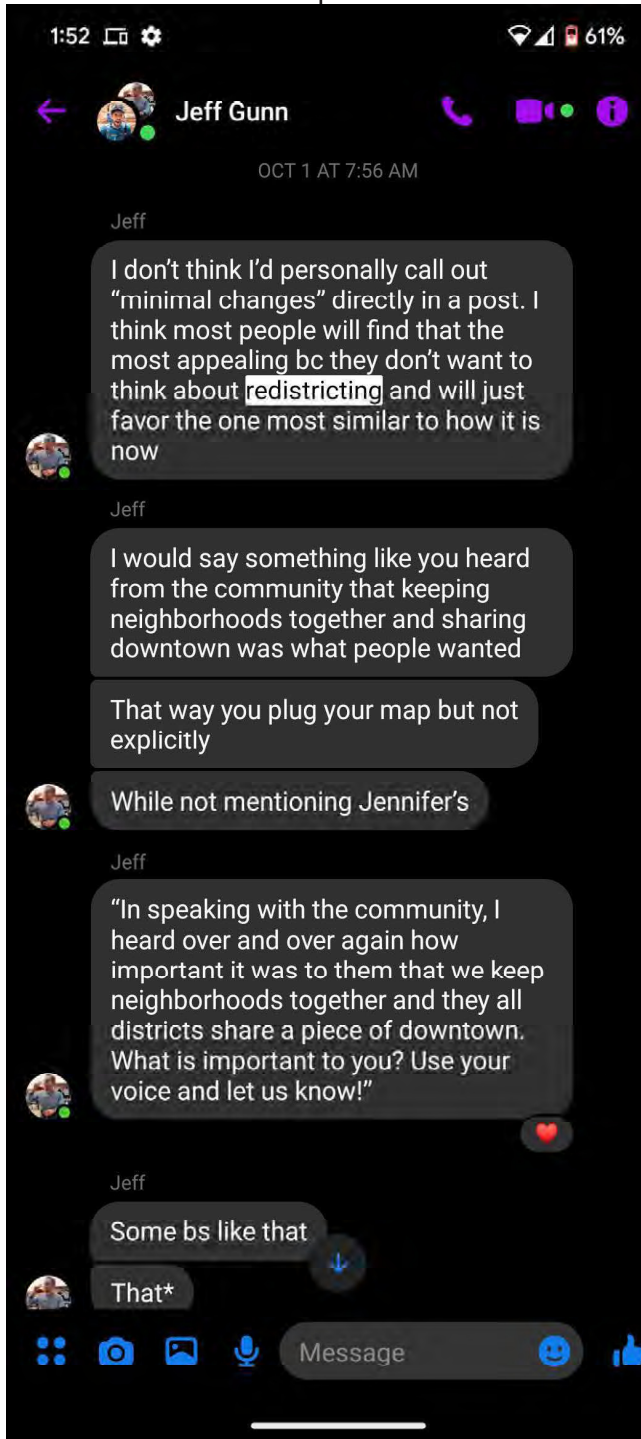 1:52 61%
Jeff Gunn
OCT 1 AT 7:56 AM
Jeff
I don’t think I’d personally call out
“minimal changes” directly in a post. I
think most people will find that the
most appealing bc they don’t want to
think about redistricting and will just
favor the one most similar to how it is
now
Jeff
I would say something like you heard
from the community that keeping
neighborhoods together and sharing
downtown was what people wanted
That way you plug your map but not
explicitly
While not mentioning Jennifer’s
Jeff
“In speaking with the community, I
heard over and over again how
important it was to them that we keep
neighborhoods together and they all
districts share a piece of downtown.
What is important to you? Use your
voice and let us know!”
Jeff
Some bs like that
That*
Message